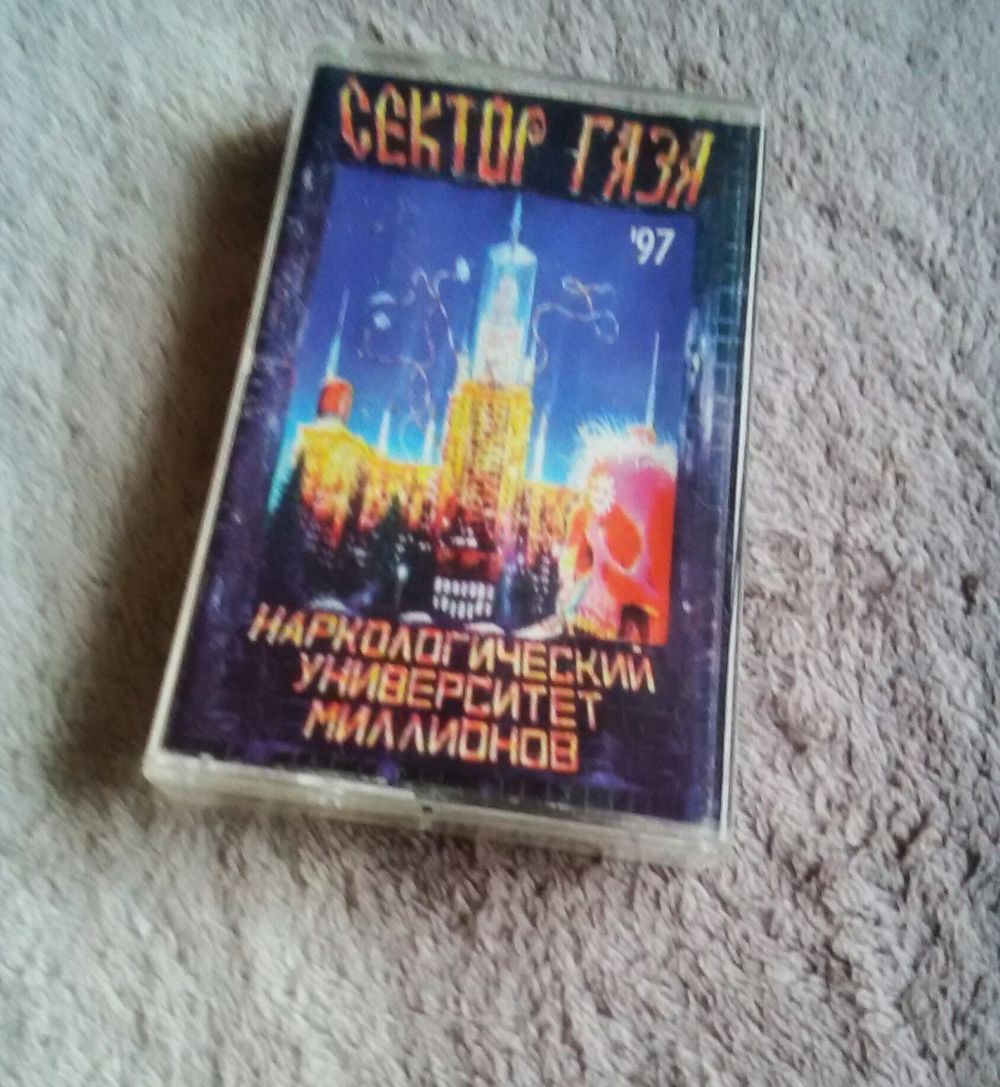 СЕКТОР ГАЗА
'97
НАРКОЛОГИЧЕСКИЙ
УНИВЕРСИТЕТ
МИЛЛИОНОВ